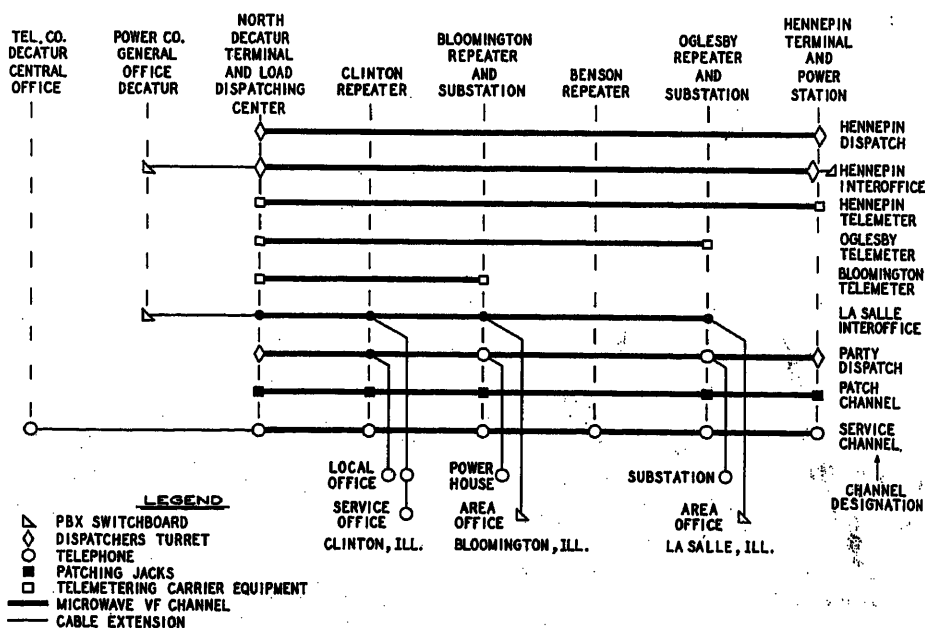 TEL. CO.
DECATUR
CENTRAL
OFFICE
POWER CO.
GENERAL
OFFICE
DECATUR
NORTH
DECATUR
TERMINAL
AND LOAD
DISPATCHING
CENTER
CLINTON
REPEATER
BLOOMINGTON
REPEATER
AND
SUBSTATION
BENSON
REPEATER
OGLESBY
REPEATER
AND
SUBSTATION
HENNEPIN
TERMINAL
AND
POWER
STATION
HENNEPIN
DISPATCH
HENNEPIN
INTEROFFICE
HENNEPIN
TELEMETER
OGLESBY
TELEMETER
BLOOMINGTON
TELEMETER
LA SALLE
INTEROFFICE
PARTY
DISPATCH
PATCH
CHANNEL
SERVICE
CHANNEL
CHANNEL
DESIGNATION
LOCAL
OFFICE
SERVICE
OFFICE
CLINTON, ILL.
POWER
HOUSE
AREA
OFFICE
BLOOMINGTON, ILL.
SUBSTATION
AREA
OFFICE
LA SALLE, ILL.
LEGEND
PBX SWITCHBOARD
DISPATCHERS TURRET
TELEPHONE
PATCHING JACKS
TELEMETERING CARRIER EQUIPMENT
MICROWAVE VF CHANNEL
CABLE EXTENSION